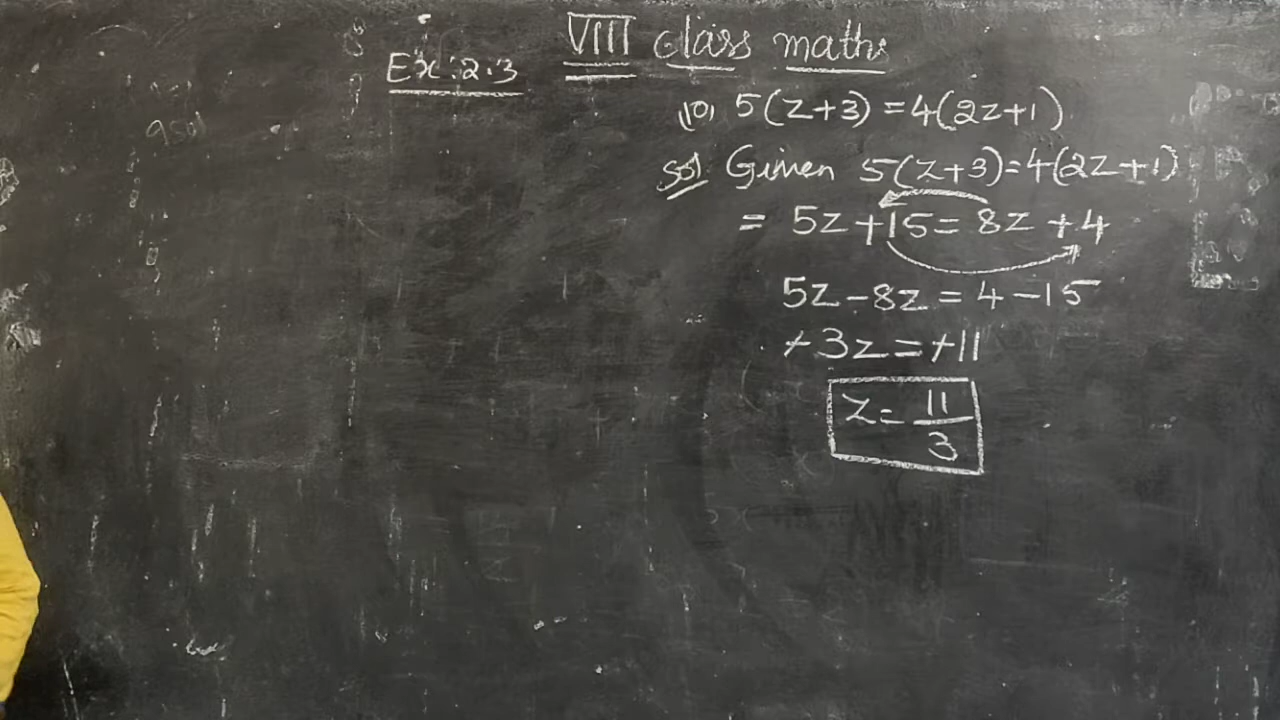 VIII class maths
Ex:2.3
10) 5(z+3)=4(2z+1)
Sol Given 5(z+3)=4(2z+1)
= 5z+15=8z+4
5z-8z=4-15
+3z=+11
z=11/3